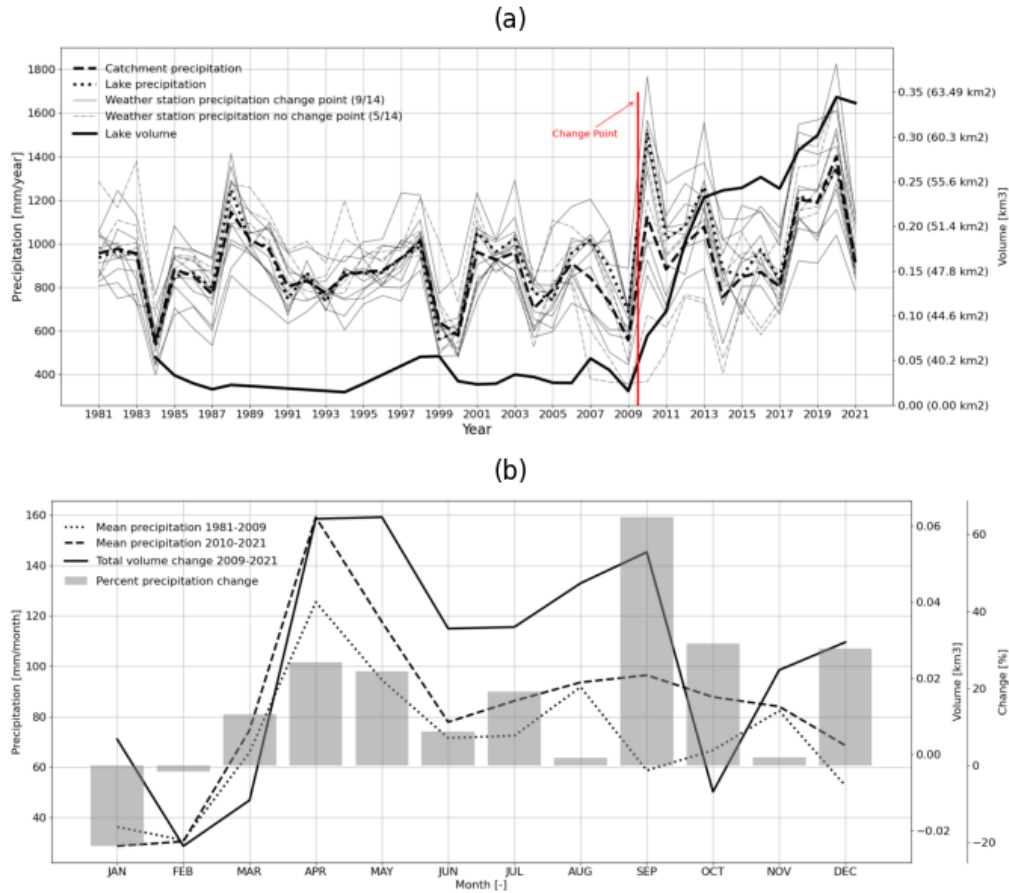 (a)
Catchment precipitation
Lake precipitation
Weather station precipitation change point (9/14)
Weather station precipitation no change point (5/14)
Lake volume
Change Point
Precipitation [mm/year]
1800
1600
1400
1200
1000
800
600
400
0.35 (63.49 km2)
0.30 (60.3 km2)
0.25 (55.6 km2)
0.20 (51.4 km2)
0.15 (47.8 km2)
0.10 (44.6 km2)
0.05 (40.2 km2)
0.00 (0.00 km2)
Volume [km3]
1981 1983 1985 1987 1989 1991 1993 1995 1997 1999 2001 2003 2005 2007 2009 2011 2013 2015 2017 2019 2021
Year
(b)
Mean precipitation 1981-2009
Mean precipitation 2010-2021
Total volume change 2009-2021
Percent precipitation change
Precipitation [mm/month]
160
140
120
100
80
60
40
0.06
0.04
0.02
0.00
−0.02
Volume [km3]
60
40
20
0
−20
Change [%]
JAN FEB MAR APR MAY JUN JUL AUG SEP OCT NOV DEC
Month [-]